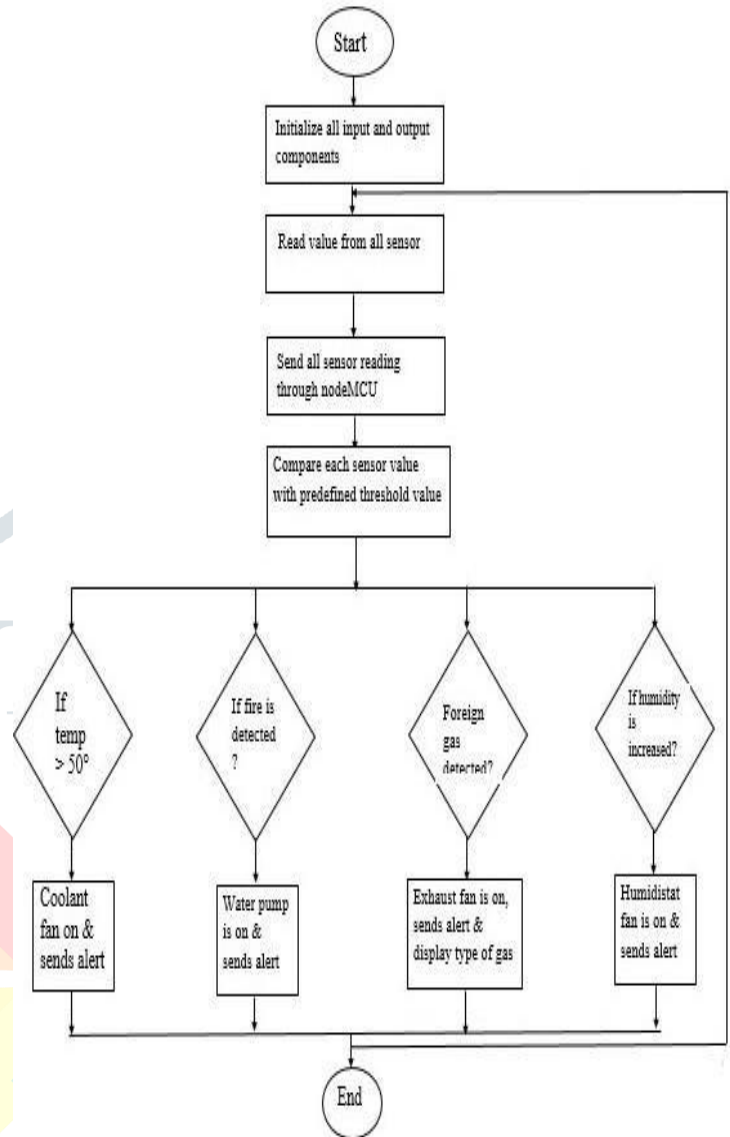 Start
Initialize all input and output
components
Read value from all sensor
Send all sensor reading
through nodeMCU
Compare each sensor value
with predefined threshold value
If
temp
> 50°
If fire is
detected
?
Foreign
gas
detected?
If humidity
is
increased?
Coolant
fan on &
sends alert
Water pump
is on &
sends alert
Exhaust fan is on,
sends alert &
display type of gas
Humidistat
fan is on &
sends alert
End